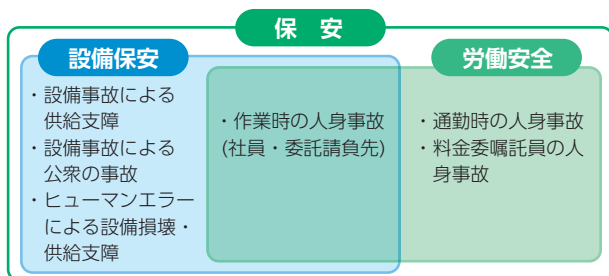 保 安
設備保安
・設備事故による
供給支障
・設備事故による
公衆の事故
・ヒューマンエラー
による設備損壊・
供給支障
・作業時の人身事故
(社員・委託請負先)
労働安全
・通勤時の人身事故
・料金委嘱託員の人
身事故